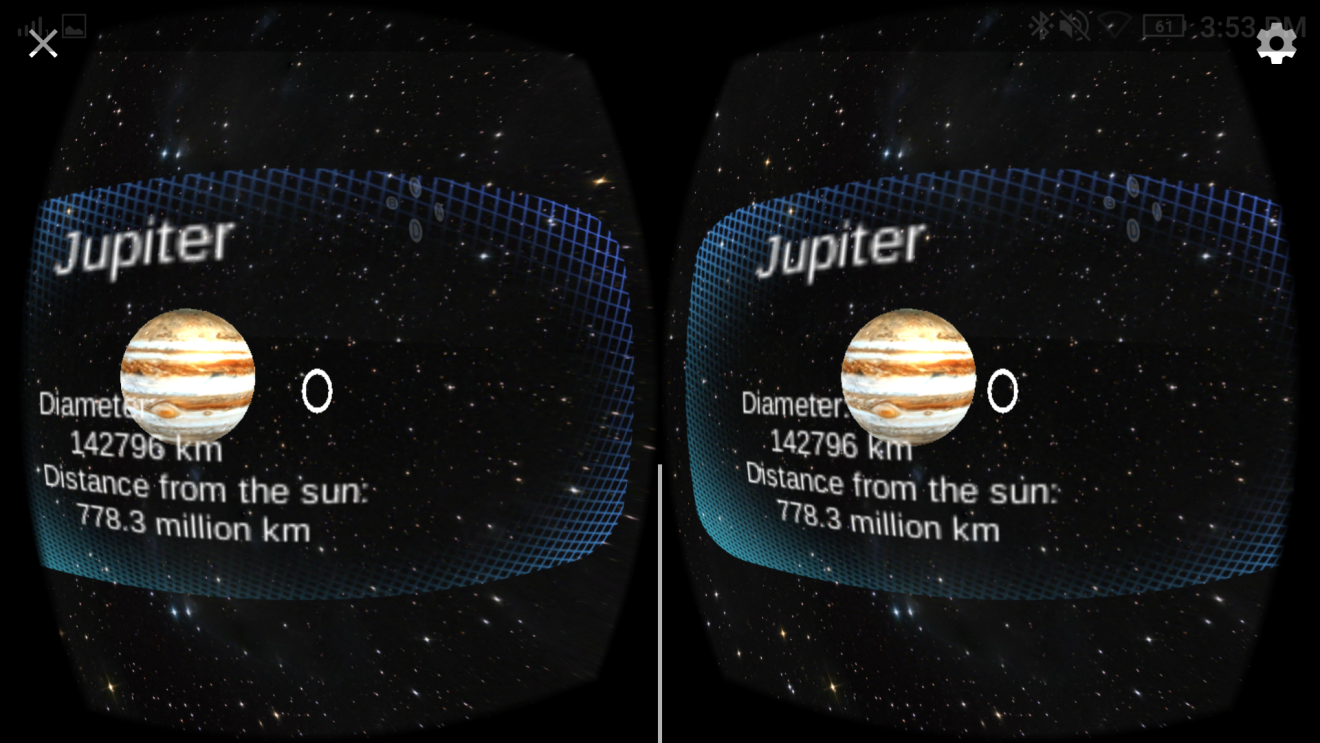 61 3:53 PM
Jupiter
Diameter:
142796 km
Distance from the sun:
778.3 million km
Jupiter
Diameter:
142796 km
Distance from the sun:
778.3 million km